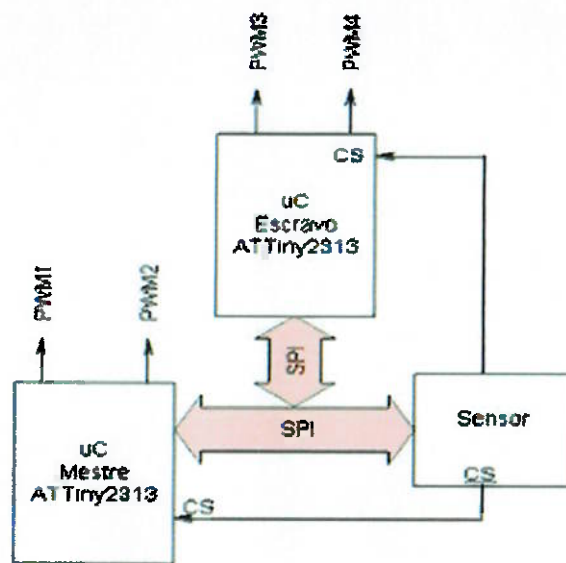 PWM3
PWM4
CS
uC
Escravo
ATTiny2313
PWM1
PWM2
SPI
SPI
Sensor
uC
Mestre
ATTiny2313
CS
CS